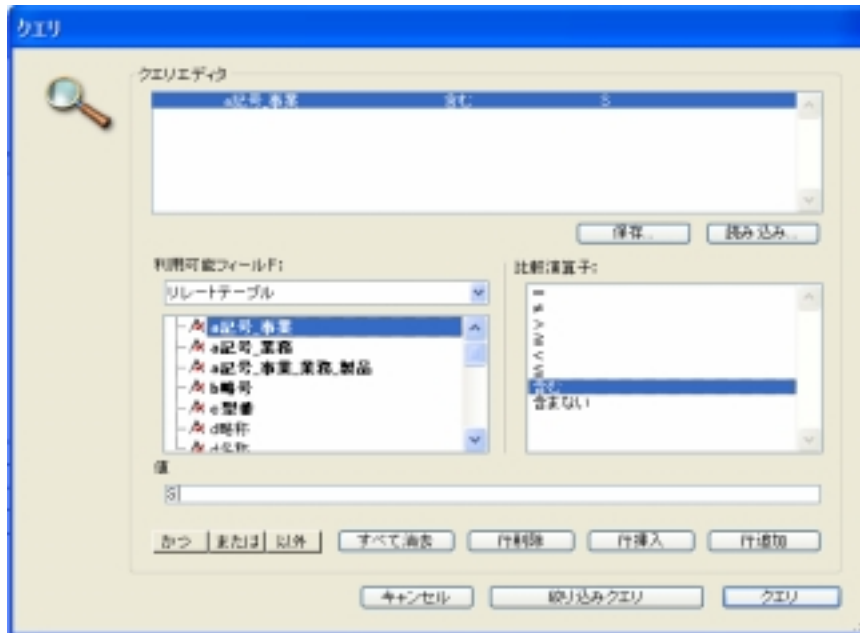 クエリ
クエリエディタ
a記号_事業 含む S
保存... 読み込み...
利用可能フィールド:
比較演算子:
リレートテーブル
=
≠
>
≥
<
≤
含む
含まない
a記号_事業
a記号_業務
a記号_事業_業務_製品
b略号
c型番
d略称
d名称
値
S
かつ または 以外 すべて消去 行削除 行挿入 行追加
キャンセル 絞り込みクエリ クエリ